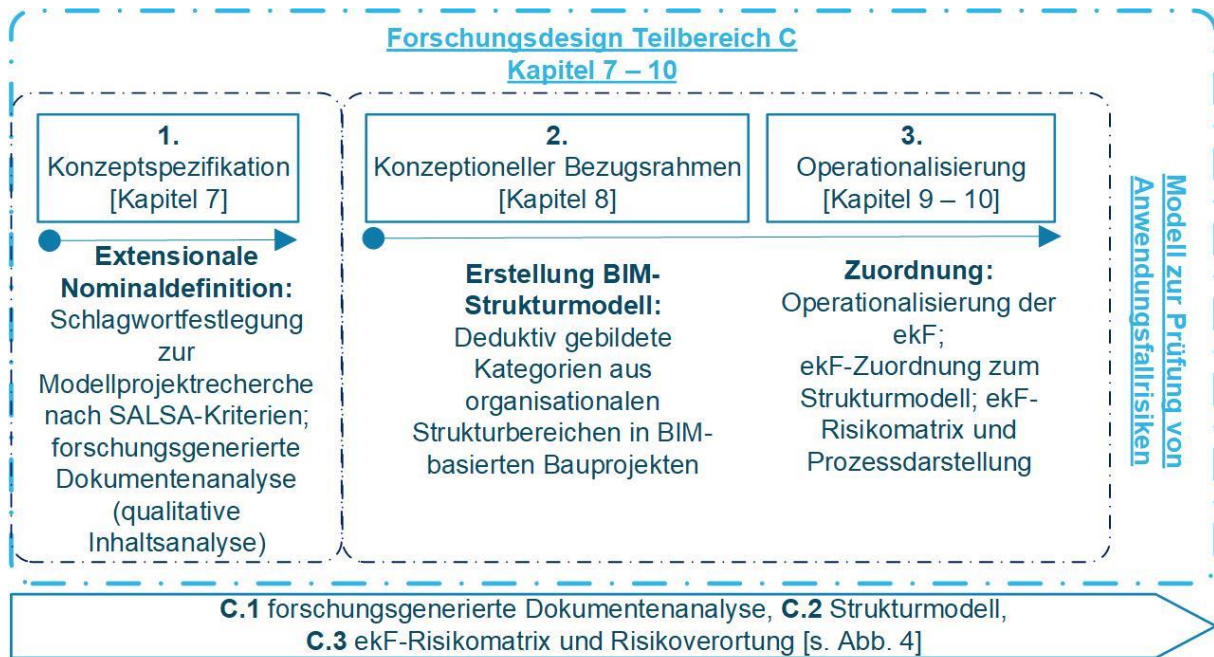 Forschungsdesign Teilbereich C
Kapitel 7 – 10
1.
Konzeptspezifikation
[Kapitel 7]
Extensionale
Nominaldefinition:
Schlagwortfestlegung
zur
Modellprojektrecherche
nach SALSA-Kriterien;
forschungsgenerierte
Dokumentenanalyse
(qualitative
Inhaltsanalyse)
2.
Konzeptioneller Bezugsrahmen
[Kapitel 8]
Erstellung BIM-
Strukturmodell:
Deduktiv gebildete
Kategorien aus
organisationalen
Strukturbereichen in BIM-
basierten Bauprojekten
3.
Operationalisierung
[Kapitel 9 – 10]
Zuordnung:
Operationalisierung der
ekF;
ekF-Zuordnung zum
Strukturmodell; ekF-
Risikomatrix und
Prozessdarstellung
Modell zur Prüfung von
Anwendungsfallrisiken
C.1 forschungsgenerierte Dokumentenanalyse, C.2 Strukturmodell,
C.3 ekF-Risikomatrix und Risikoverortung [s. Abb. 4]